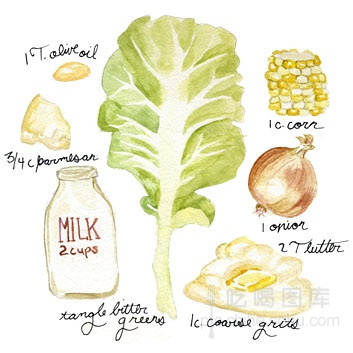 1 T. olive oil
3/4 c parmesan
MILK
2 cups
tangle bitter
greens
1 c. corn
1 onion
2 T butter
1c coarse grits
吃喝图库